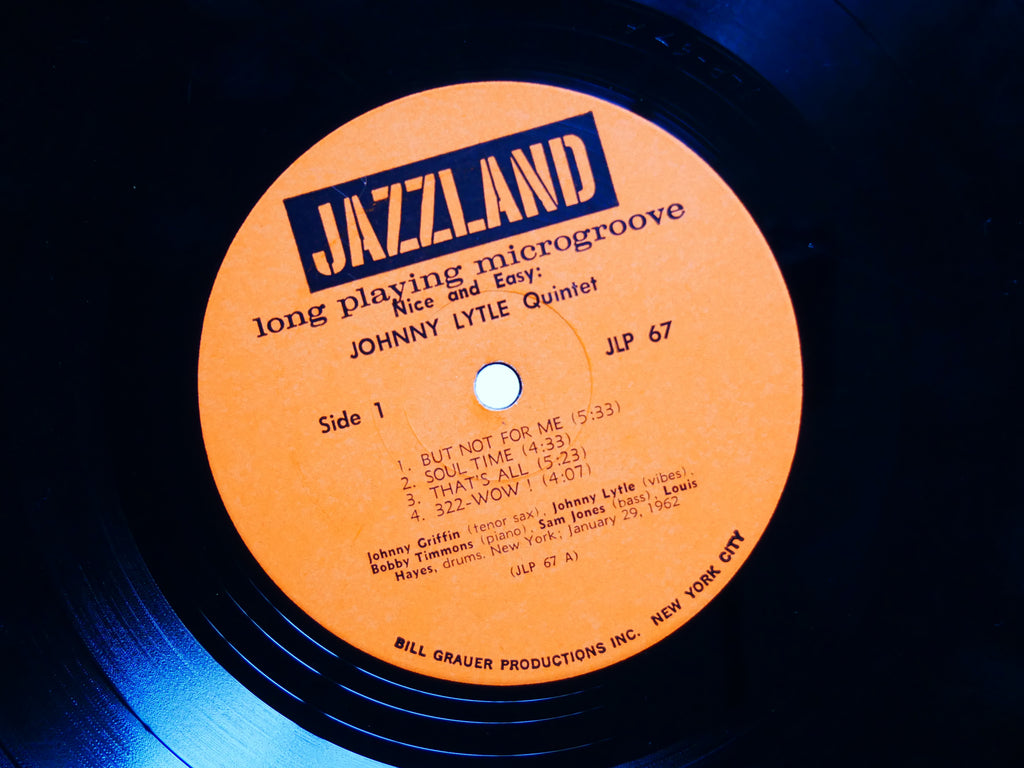 JAZZLAND
long playing microgroove
Nice and Easy:
JOHNNY LYTLE Quintet
JLP 67
Side 1
1. BUT NOT FOR ME (5:33)
2. SOUL TIME (4:33)
3. THAT'S ALL (5:23)
4. 322-WOW ! (4:07)
Johnny Griffin (tenor sax), Johnny Lytle (vibes),
Bobby Timmons (piano), Sam Jones (bass), Louis
Hayes, drums. New York; January 29, 1962
(JLP 67 A)
BILL GRAUER PRODUCTIONS INC. NEW YORK CITY